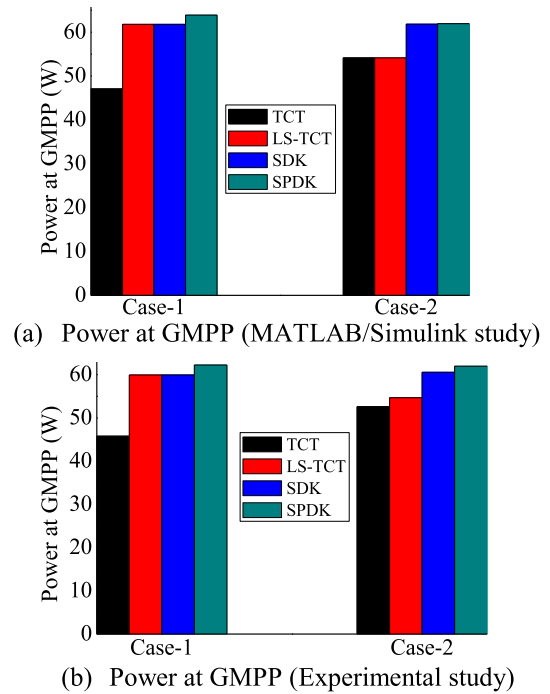 Power at GMPP (W)
60
50
40
30
20
10
0
TCT
LS-TCT
SDK
SPDK
Case-1
Case-2
(a) Power at GMPP (MATLAB/Simulink study)
Power at GMPP (W)
60
50
40
30
20
10
0
TCT
LS-TCT
SDK
SPDK
Case-1
Case-2
(b) Power at GMPP (Experimental study)